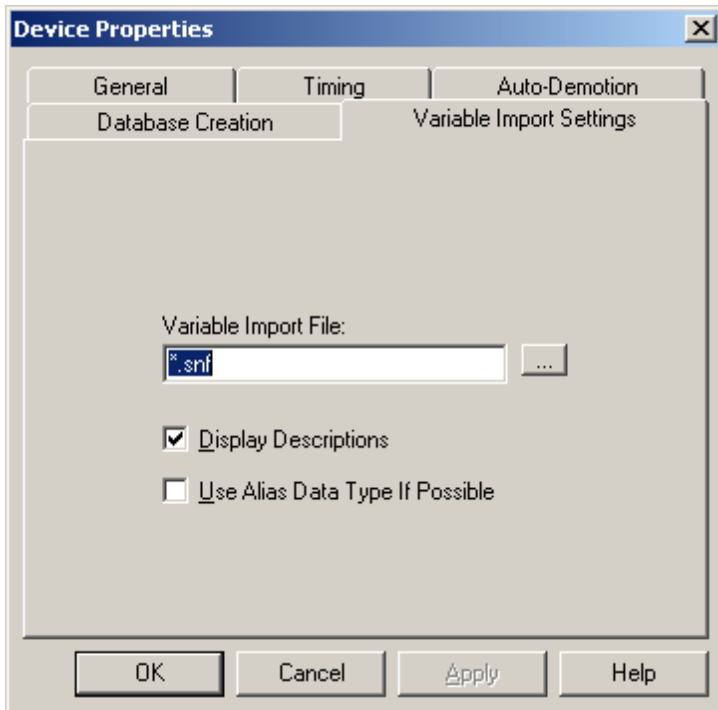 Device Properties
General Timing Auto-Demotion
Database Creation Variable Import Settings
Variable Import File:
*.snf ...
Display Descriptions
Use Alias Data Type If Possible
OK Cancel Apply Help